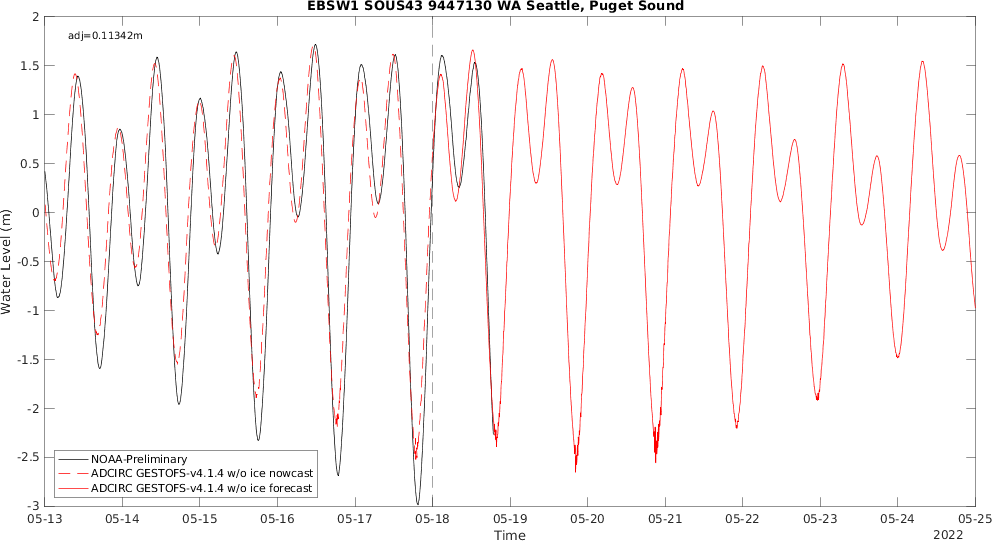 EBSW1 SOUS43 9447130 WA Seattle, Puget Sound
adj=0.11342m
2
1.5
1
0.5
0
-0.5
-1
-1.5
-2
-2.5
-3
Water Level (m)
NOAA-Preliminary
ADCIRC GESTOFS-v4.1.4 w/o ice nowcast
ADCIRC GESTOFS-v4.1.4 w/o ice forecast
05-13 05-14 05-15 05-16 05-17 05-18 05-19 05-20 05-21 05-22 05-23 05-24 05-25
Time
2022